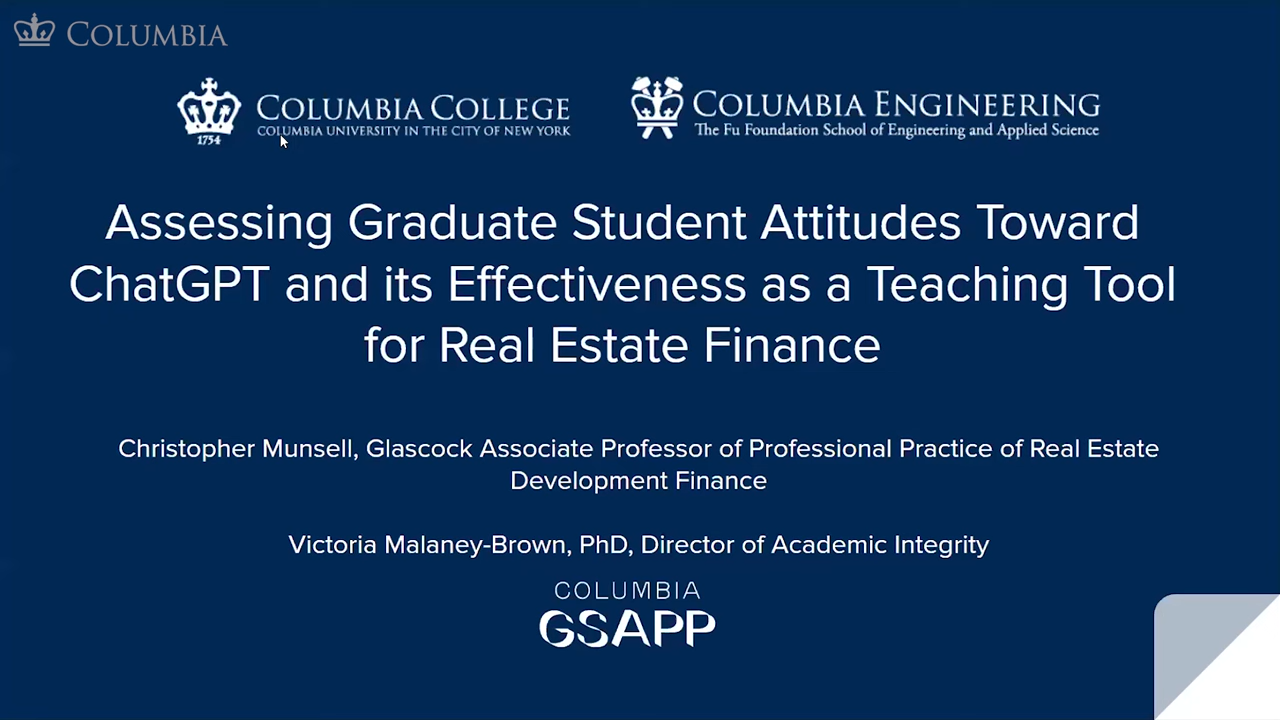 COLUMBIA
COLUMBIA COLLEGE
COLUMBIA UNIVERSITY IN THE CITY OF NEW YORK
1754
COLUMBIA ENGINEERING
The Fu Foundation School of Engineering and Applied Science
Assessing Graduate Student Attitudes Toward
ChatGPT and its Effectiveness as a Teaching Tool
for Real Estate Finance
Christopher Munsell, Glascock Associate Professor of Professional Practice of Real Estate
Development Finance
Victoria Malaney-Brown, PhD, Director of Academic Integrity
COLUMBIA
GSAPP